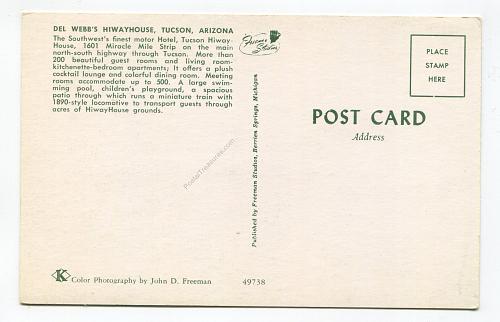 DEL WEBB'S HIWAYHOUSE, TUCSON, ARIZONA
The Southwest's finest motor Hotel, Tucson Hiway-
House, 1601 Miracle Mile Strip on the main
north-south highway through Tucson. More than
200 beautiful guest rooms and living room-
kitchenette-bedroom apartments; It offers a plush
cocktail lounge and colorful dining room. Meeting
rooms accommodate up to 500. A large swim-
ming pool, children's playground, a spacious
patio through which runs a miniature train with
1890-style locomotive to transport guests through
acres of HiwayHouse grounds.
Freeman
Studios
PLACE
STAMP
HERE
POST CARD
Address
Published by Freeman Studios, Berrien Springs, Michigan
PostalTreasures.com
K Color Photography by John D. Freeman
49738